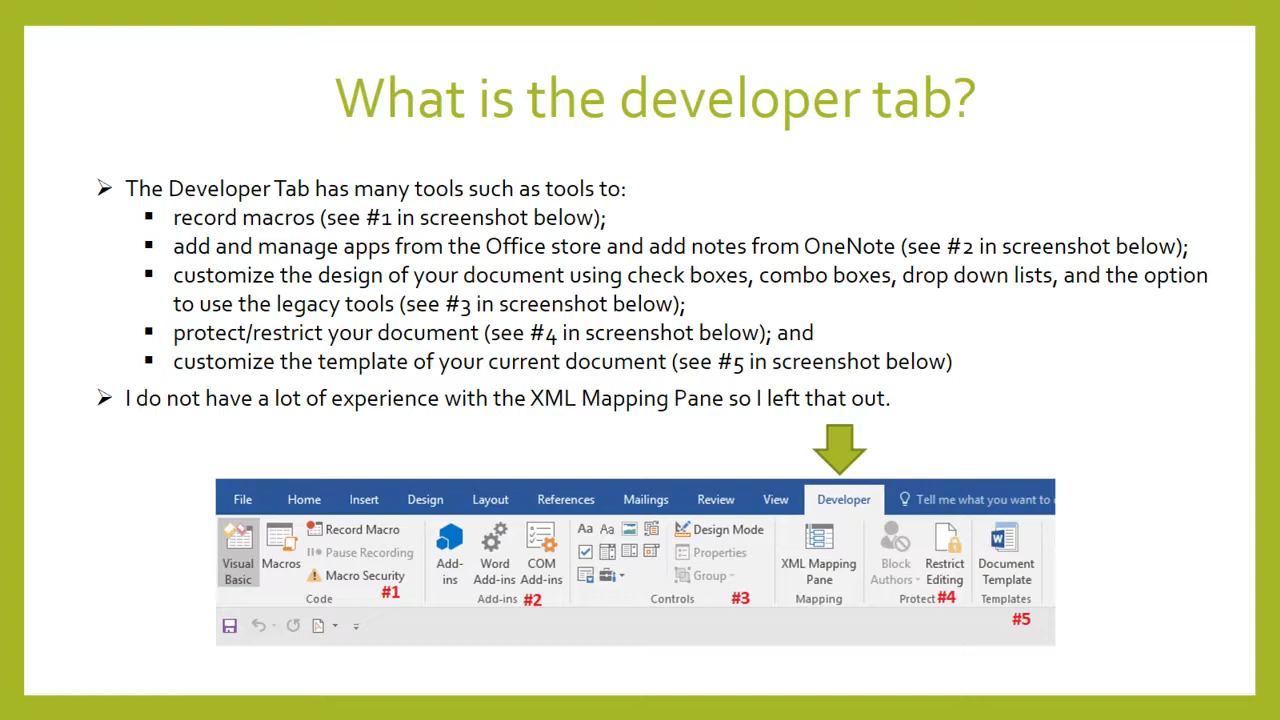 What is the developer tab?
➢ The Developer Tab has many tools such as tools to:
▪ record macros (see #1 in screenshot below);
▪ add and manage apps from the Office store and add notes from OneNote (see #2 in screenshot below);
▪ customize the design of your document using check boxes, combo boxes, drop down lists, and the option
to use the legacy tools (see #3 in screenshot below);
▪ protect/restrict your document (see #4 in screenshot below); and
▪ customize the template of your current document (see #5 in screenshot below)
➢ I do not have a lot of experience with the XML Mapping Pane so I left that out.
File Home Insert Design Layout References Mailings Review View Developer Tell me what you want to
Visual Basic
Macros
Record Macro
Pause Recording
Macro Security
#1
Code
Add-ins
Word Add-ins
COM Add-ins
Add-ins
#2
Aa Aa
Design Mode
Properties
Group
Controls
#3
XML Mapping Pane
Mapping
Block Authors
Restrict Editing
Protect
#4
Document Template
Templates
#5